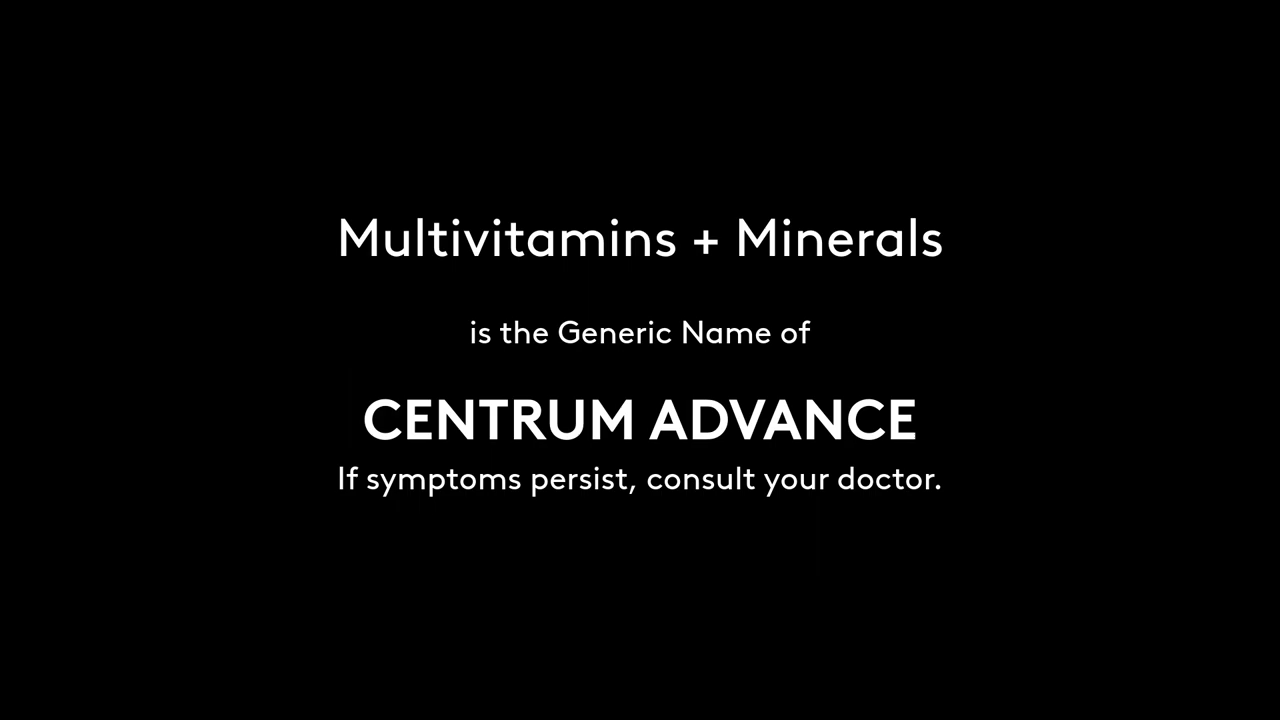 Multivitamins + Minerals
is the Generic Name of
CENTRUM ADVANCE
If symptoms persist, consult your doctor.